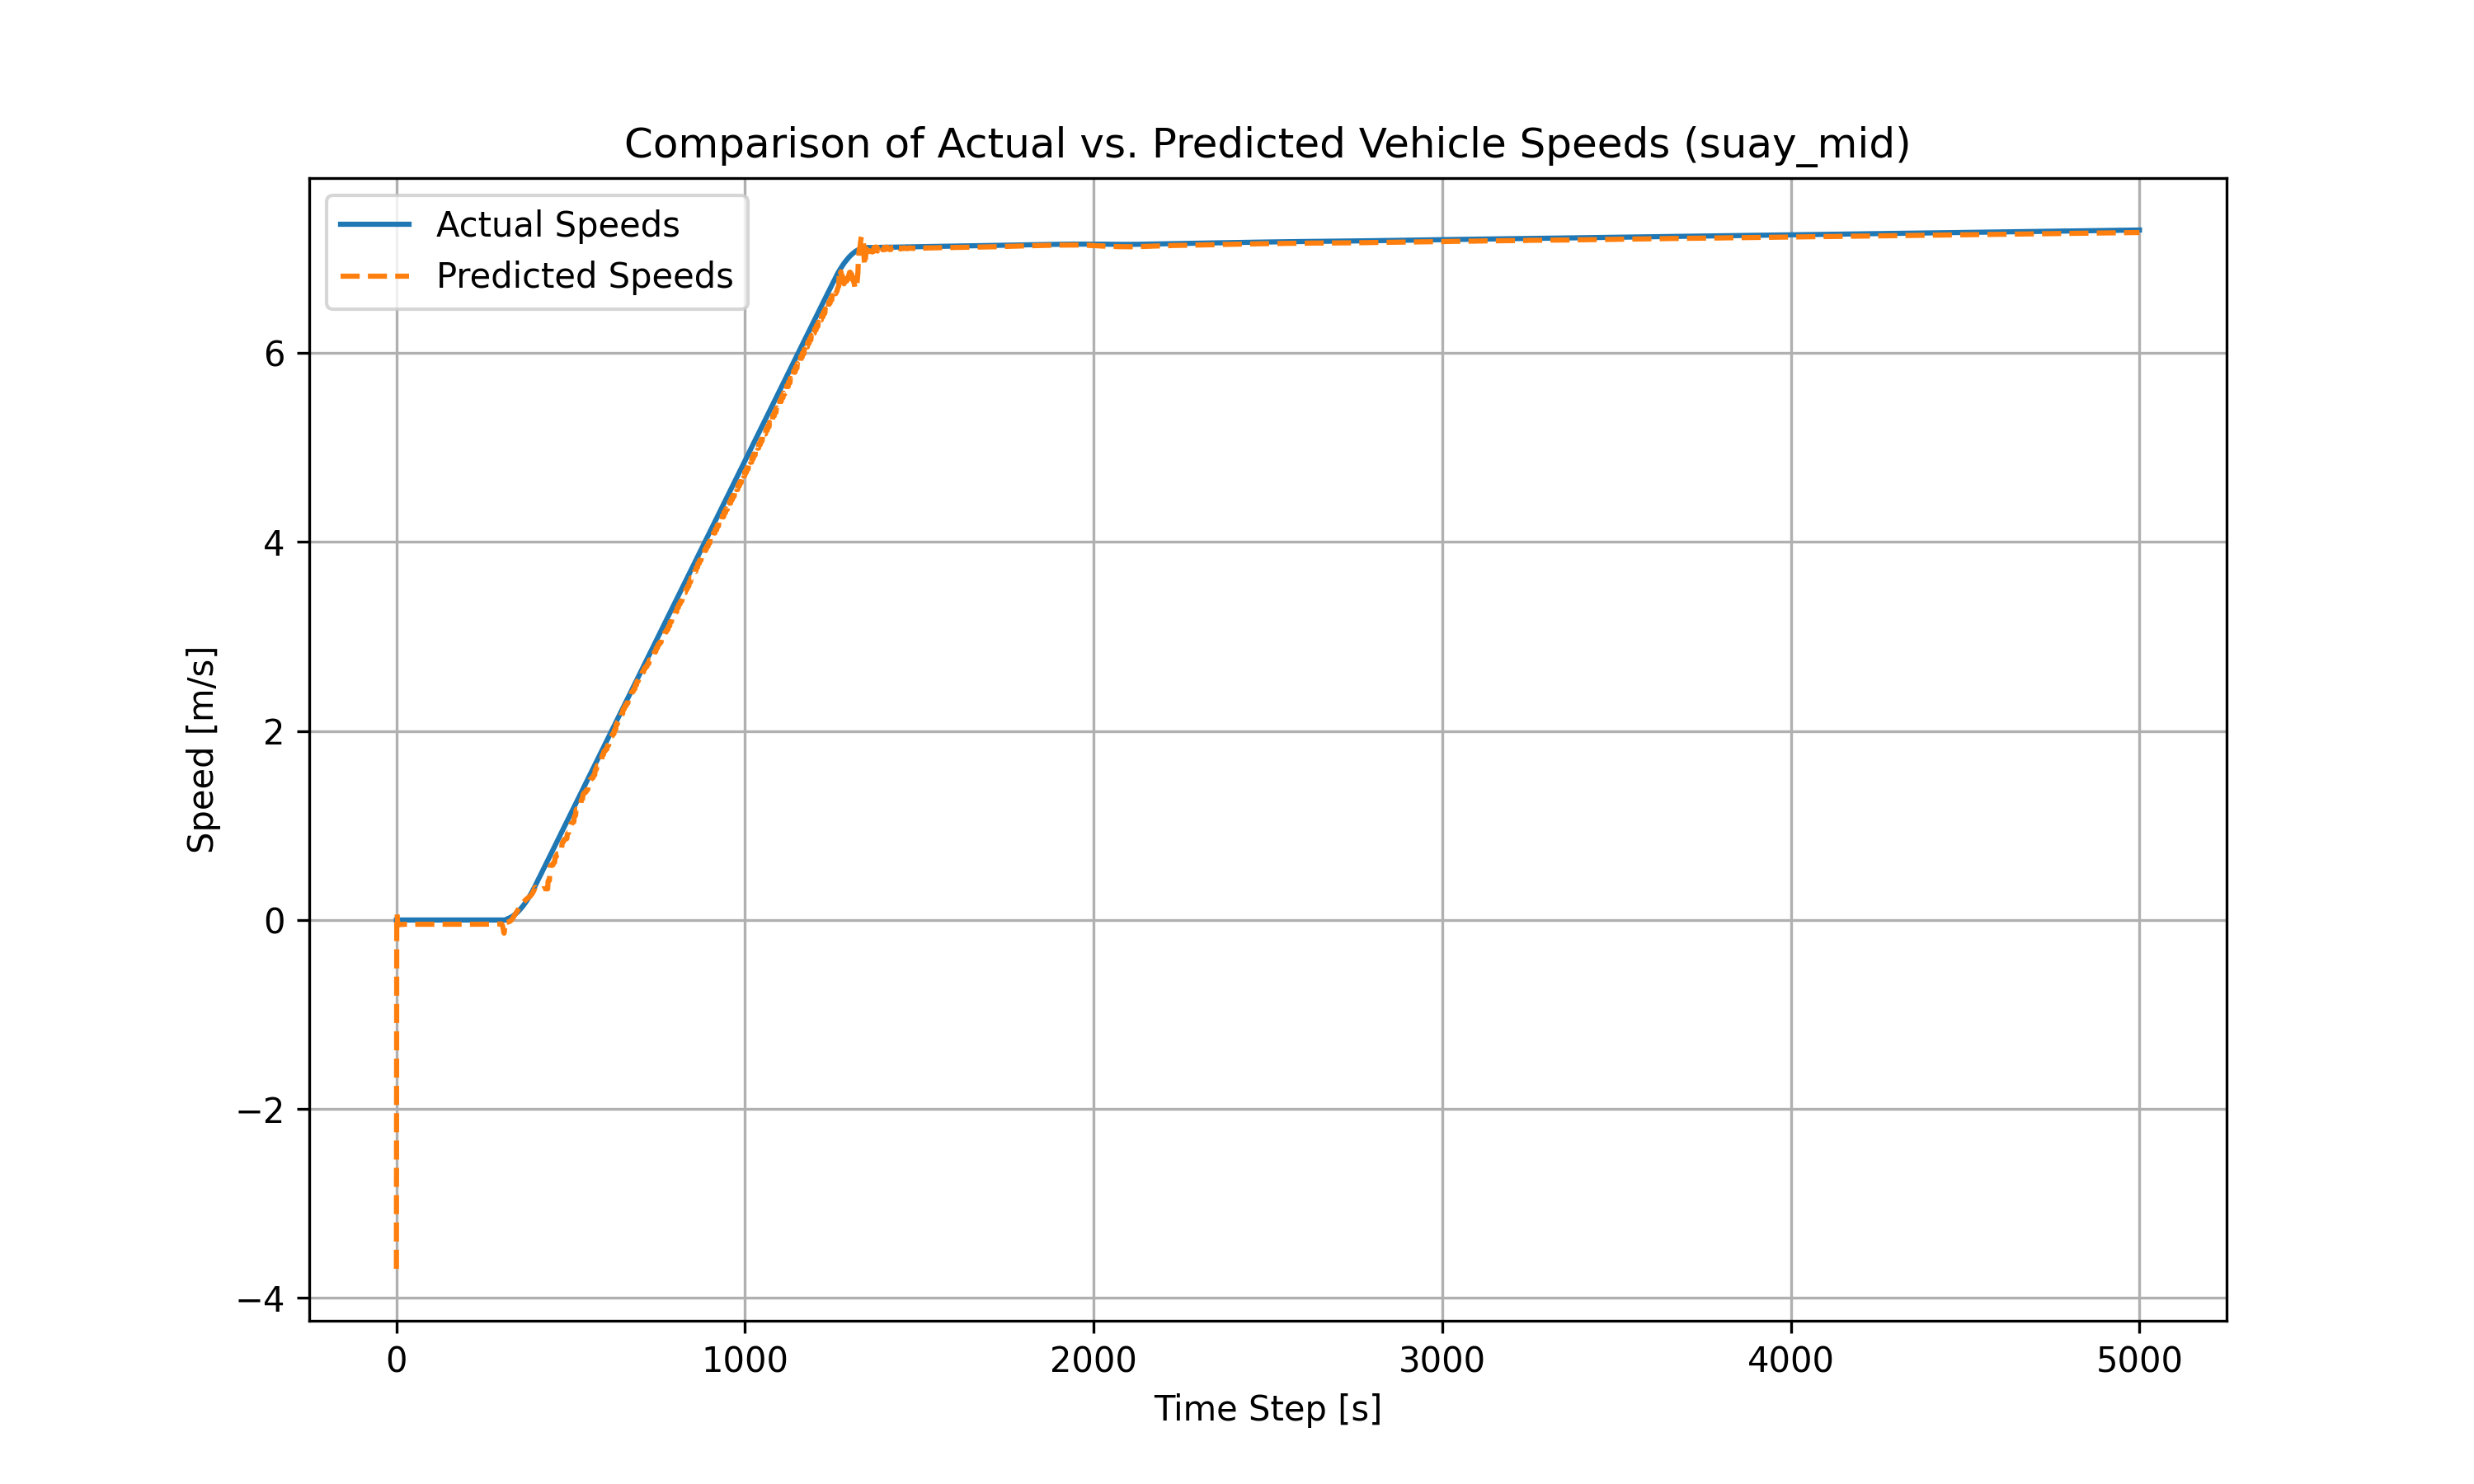 Comparison of Actual vs. Predicted Vehicle Speeds (suay_mid)
Actual Speeds
Predicted Speeds
6
4
2
0
−2
−4
Speed [m/s]
0 1000 2000 3000 4000 5000
Time Step [s]